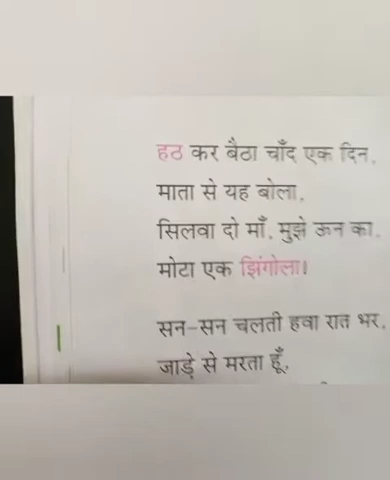 हठ कर बैठा चाँद एक दिन,
माता से यह बोला,
सिलवा दो माँ, मुझे ऊन का,
मोटा एक झिंगोला।
सन-सन चलती हवा रात भर,
जाड़े से मरता हूँ,